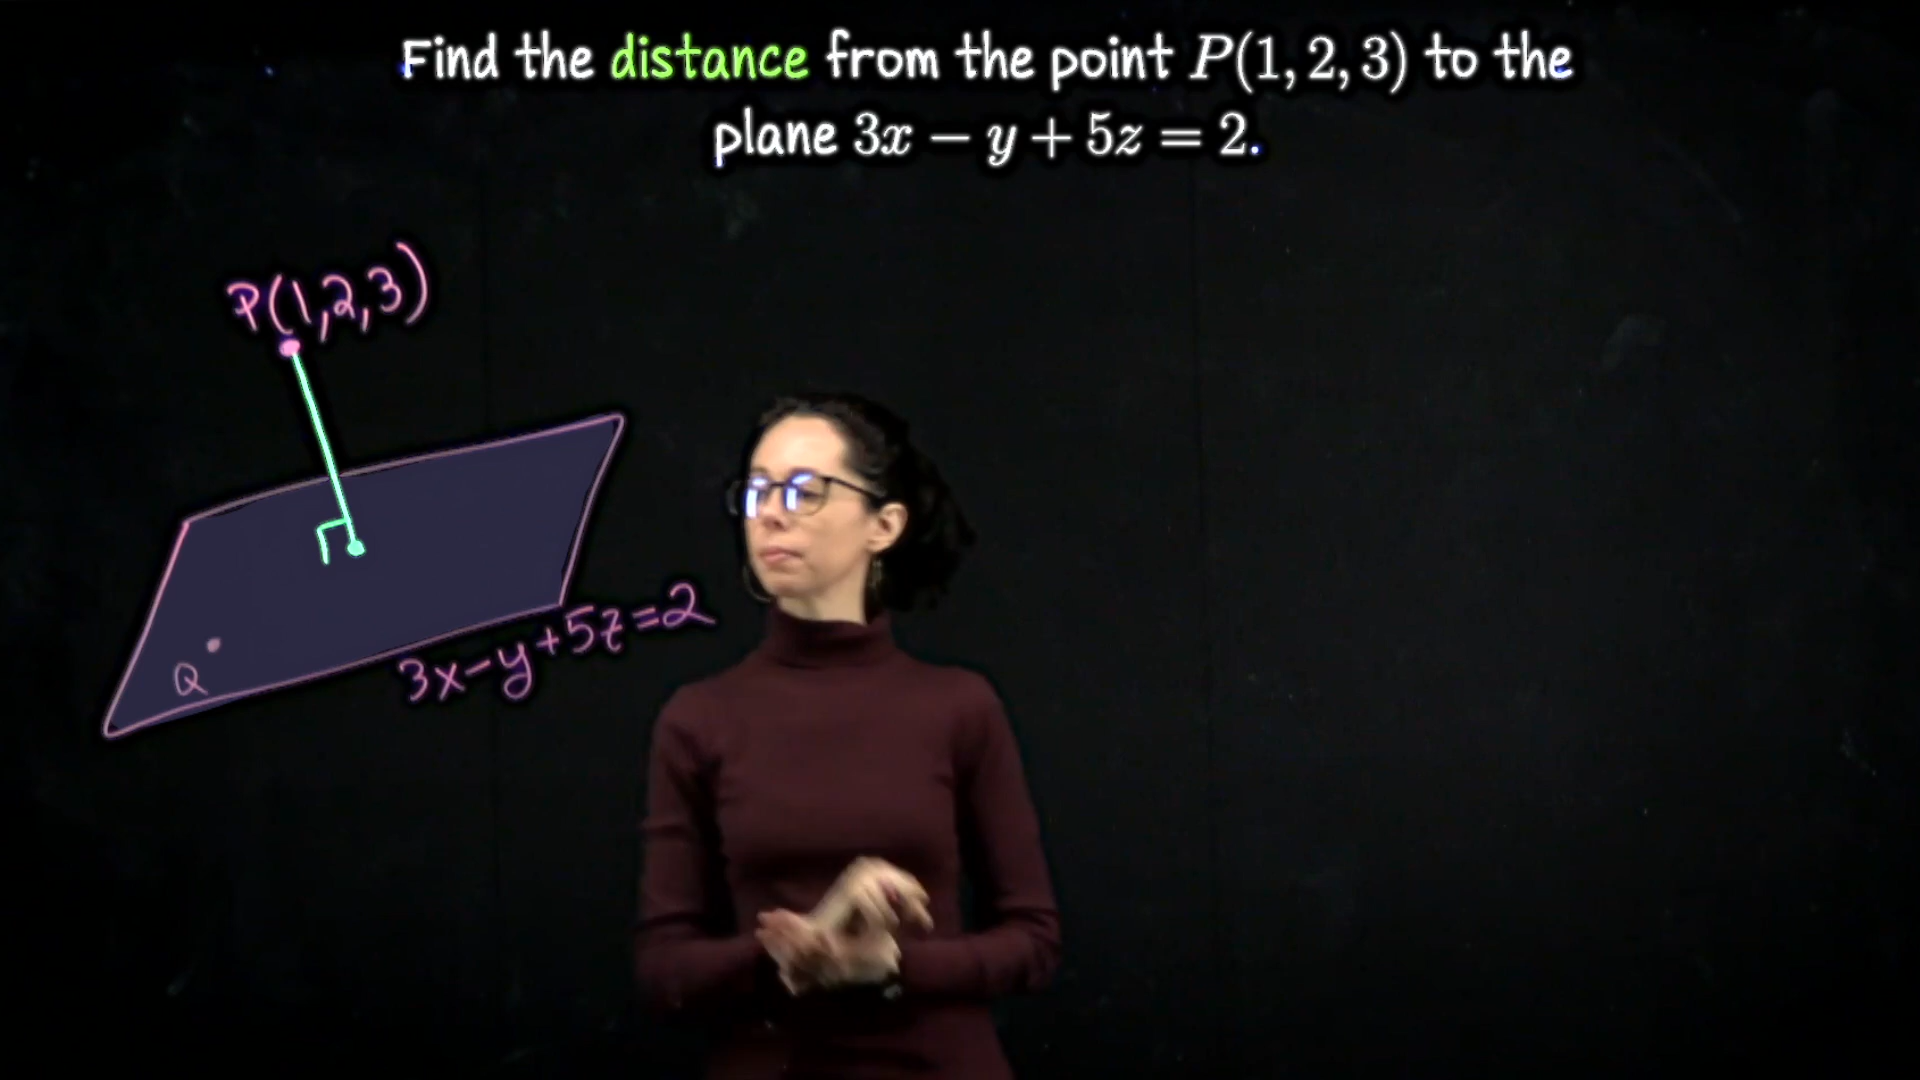 Find the distance from the point P(1, 2, 3) to the
plane 3x − y + 5z = 2.
P(1,2,3)
3x-y+5z=2
Q